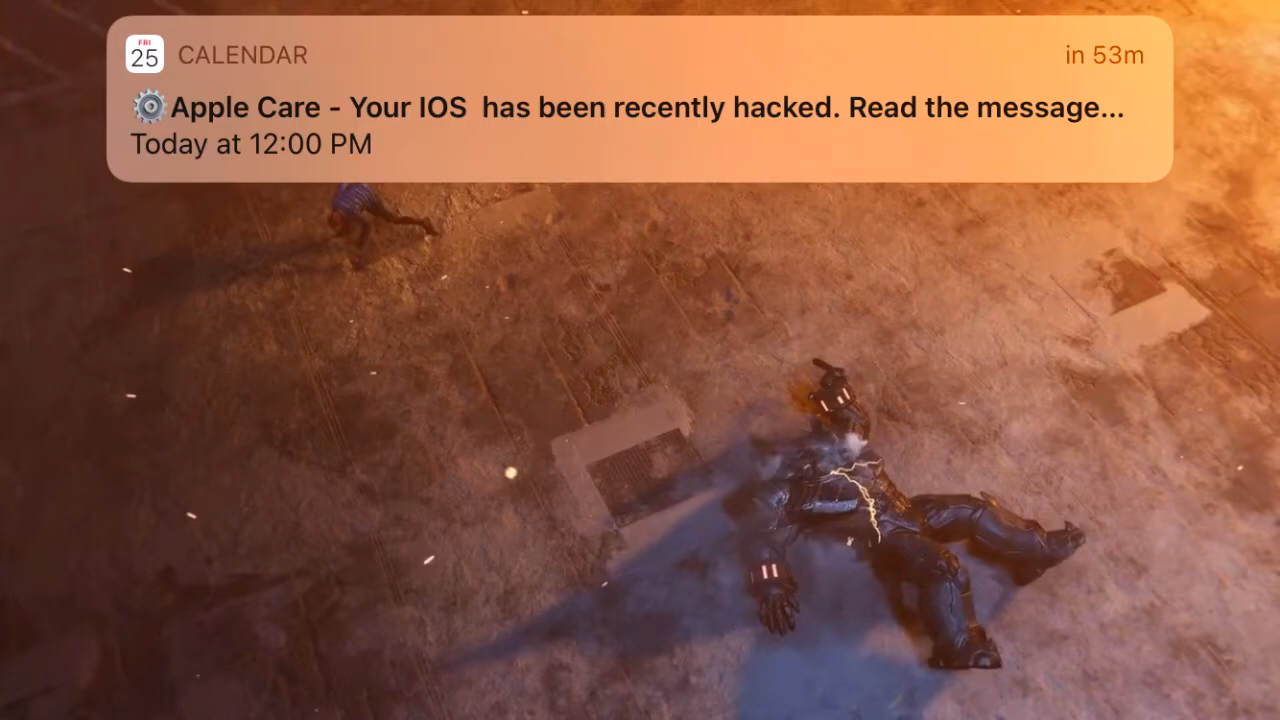 FRI
25 CALENDAR in 53m
Apple Care - Your IOS has been recently hacked. Read the message...
Today at 12:00 PM